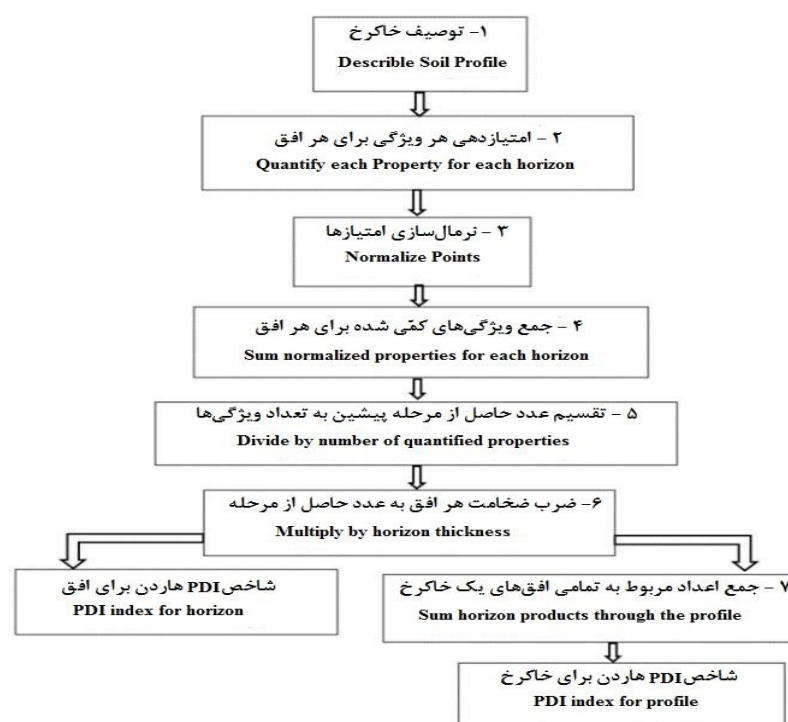 ۱- توصیف خاکرخ
Describle Soil Profile
۲ - امتیازدهی هر ویژگی برای هر افق
Quantify each Property for each horizon
۳ - نرمال‌سازی امتیازها
Normalize Points
۴ - جمع ویژگی‌های کمّی شده برای هر افق
Sum normalized properties for each horizon
۵ - تقسیم عدد حاصل از مرحله پیشین به تعداد ویژگی‌ها
Divide by number of quantified properties
۶- ضرب ضخامت هر افق به عدد حاصل از مرحله
Multiply by horizon thickness
شاخص PDI هاردن برای افق
PDI index for horizon
۷ - جمع اعداد مربوط به تمامی افق‌های یک خاکرخ
Sum horizon products through the profile
شاخص PDI هاردن برای خاکرخ
PDI index for profile